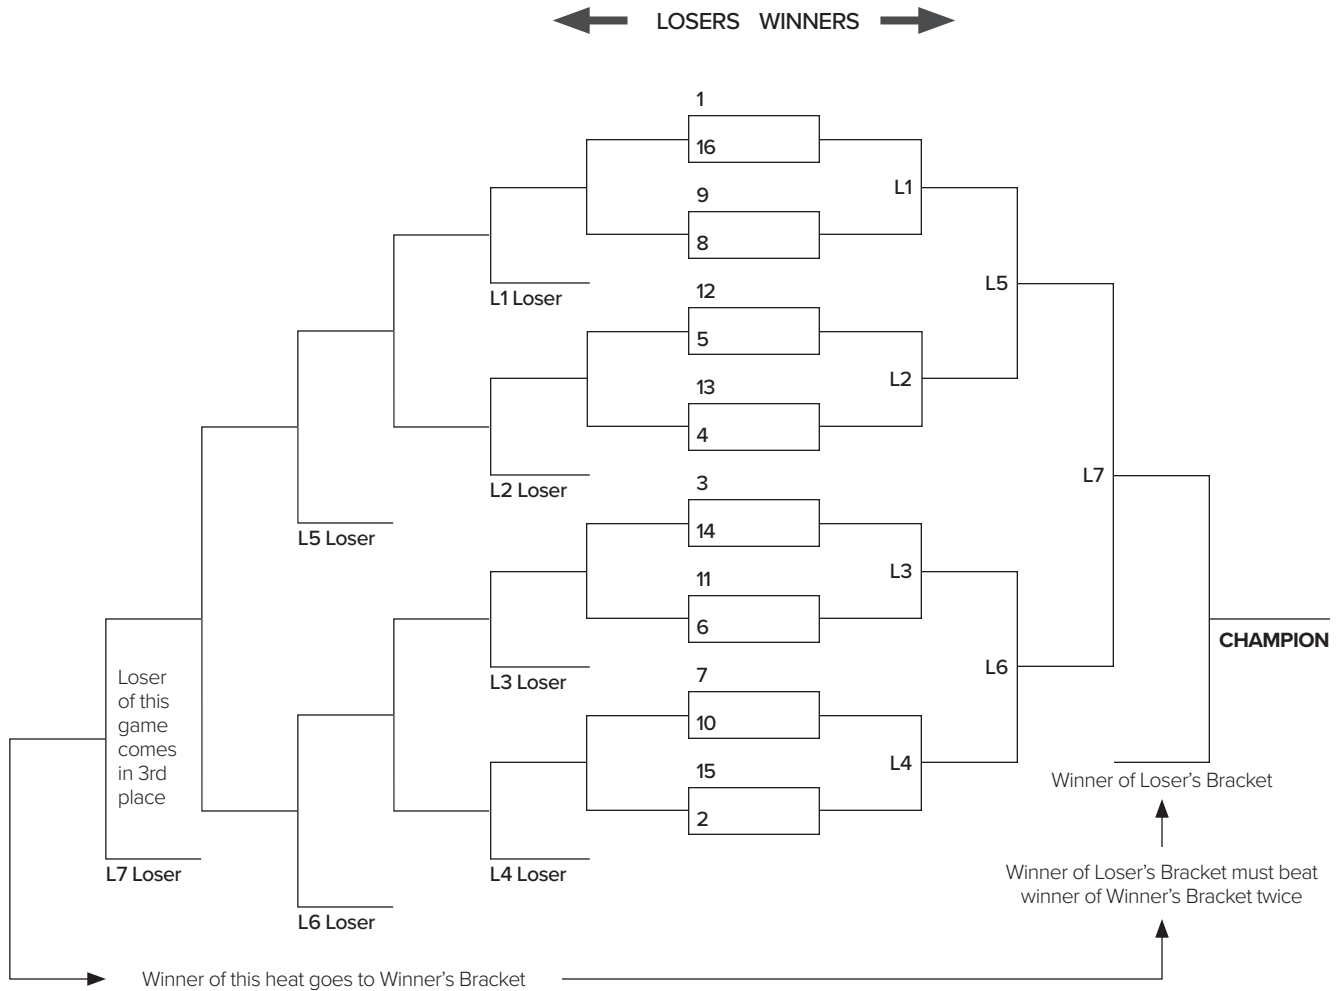 LOSERS WINNERS
1
16
9
8
L1
L1 Loser
12
5
L5
13
4
L2
L2 Loser
3
14
L7
L5 Loser
11
6
L3
L3 Loser
7
10
L6
15
2
L4
L4 Loser
CHAMPION
Loser
of this
game
comes
in 3rd
place
L7 Loser
L6 Loser
Winner of Loser’s Bracket
Winner of Loser’s Bracket must beat
winner of Winner’s Bracket twice
Winner of this heat goes to Winner’s Bracket